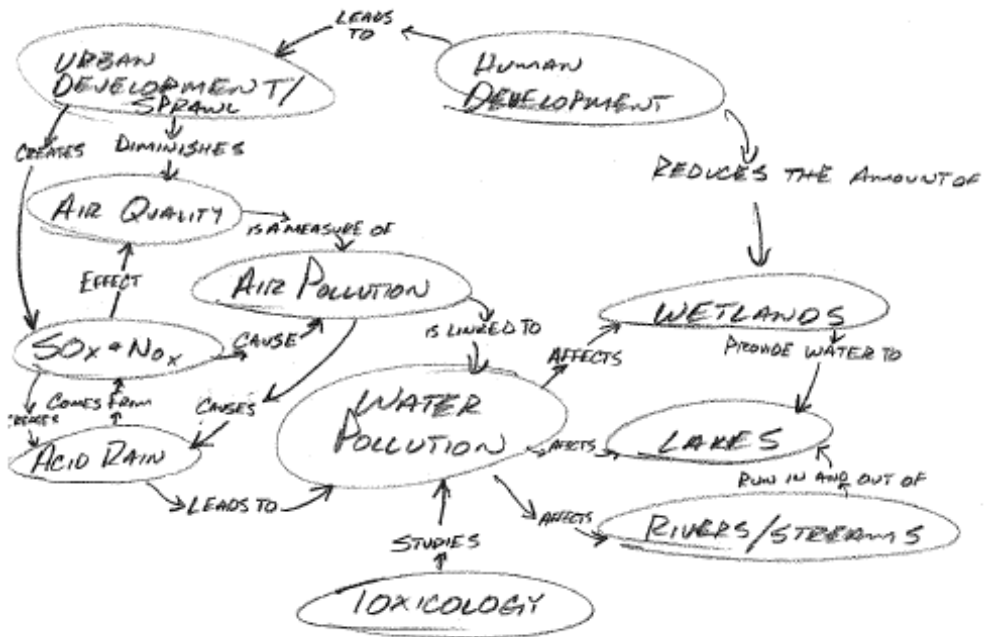 LEADS
TO
URBAN
DEVELOPMENT/
SPRAWL
HUMAN
DEVELOPMENT
CREATES
DIMINISHES
REDUCES THE AMOUNT OF
AIR QUALITY
IS A MEASURE OF
EFFECT
AIR POLLUTION
WETLANDS
SOx & NOx
CAUSE
IS LINKED TO
AFFECTS
PROVIDE WATER TO
COMES FROM
CAUSES
WATER
POLLUTION
LAKES
ACID RAIN
AFFECTS
RUN IN AND OUT OF
LEADS TO
AFFECTS
RIVERS/STREAMS
STUDIES
TOXICOLOGY